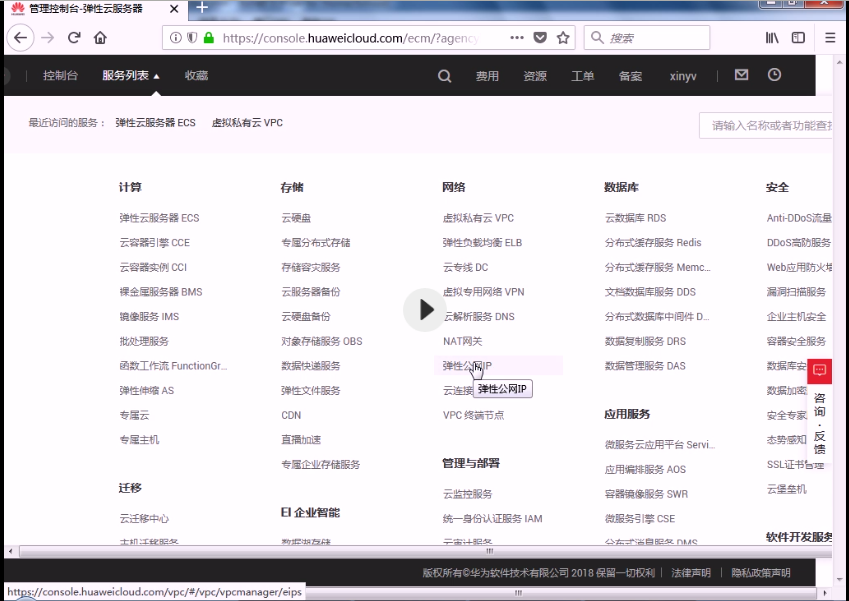 管理控制台-弹性云服务器
https://console.huaweicloud.com/ecm/?agency
搜索
控制台 服务列表 收藏 费用 资源 工单 备案 xinyv
最近访问的服务： 弹性云服务器 ECS 虚拟私有云 VPC
请输入名称或者功能查找
计算
弹性云服务器 ECS
云容器引擎 CCE
云容器实例 CCI
裸金属服务器 BMS
镜像服务 IMS
批处理服务
函数工作流 FunctionGr...
弹性伸缩 AS
专属云
专属主机
迁移
云迁移中心
主机迁移服务
存储
云硬盘
专属分布式存储
存储容灾服务
云服务器备份
云硬盘备份
对象存储服务 OBS
数据快递服务
弹性文件服务
CDN
直播加速
专属企业存储服务
EI 企业智能
数据湖存储
网络
虚拟私有云 VPC
弹性负载均衡 ELB
云专线 DC
虚拟专用网络 VPN
云解析服务 DNS
NAT网关
弹性公网IP
云连接
弹性公网IP
VPC 终端节点
管理与部署
云监控服务
统一身份认证服务 IAM
云审计服务
数据库
云数据库 RDS
分布式缓存服务 Redis
分布式缓存服务 Memc...
文档数据库服务 DDS
分布式数据库中间件 D...
数据复制服务 DRS
数据管理服务 DAS
应用服务
微服务云应用平台 Servi...
应用编排服务 AOS
容器镜像服务 SWR
微服务引擎 CSE
分布式消息服务 DMS
安全
Anti-DDoS流量
DDoS高防服务
Web应用防火墙
漏洞扫描服务
企业主机安全
容器安全服务
数据库安
数据加密
安全专家
态势感知
SSL证书管理
云堡垒机
软件开发服务
咨询·反馈
版权所有©华为软件技术有限公司 2018 保留一切权利 | 法律声明 | 隐私政策声明
https://console.huaweicloud.com/vpc/#/vpc/vpcmanager/eips